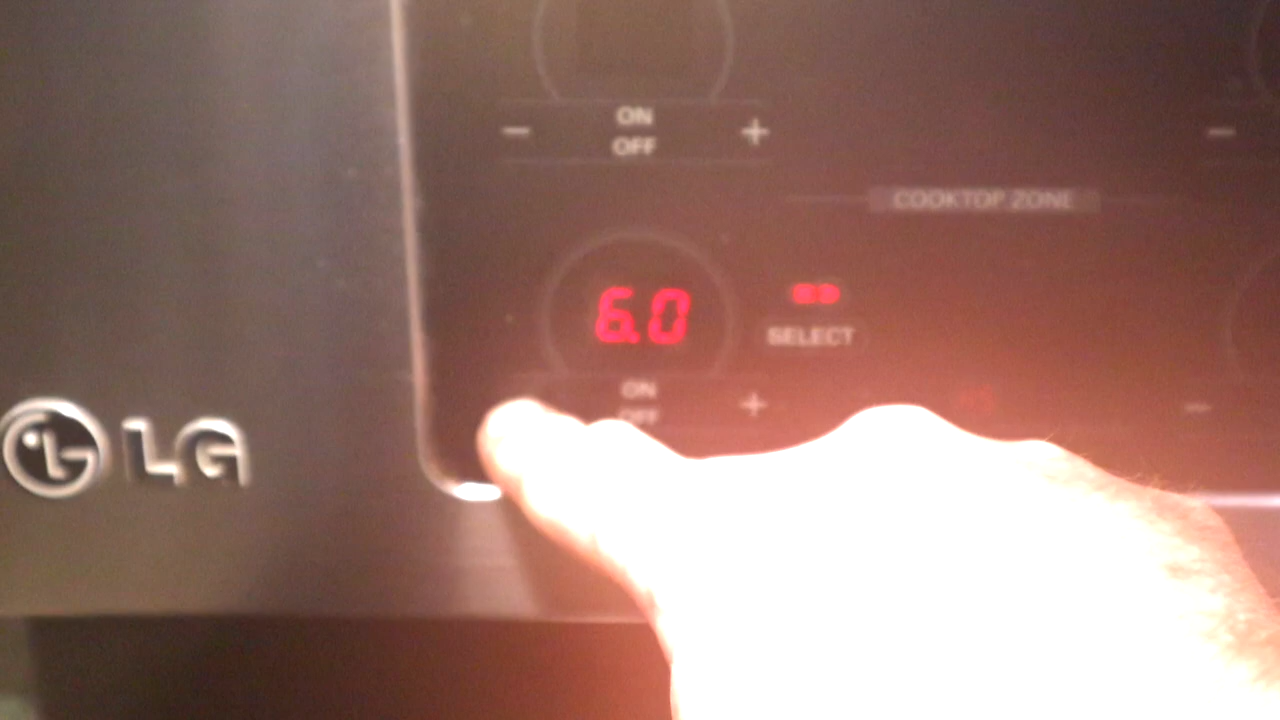 − ON +
OFF
−
COOKTOP ZONE
6.0
SELECT
ON +
OFF
−
LG